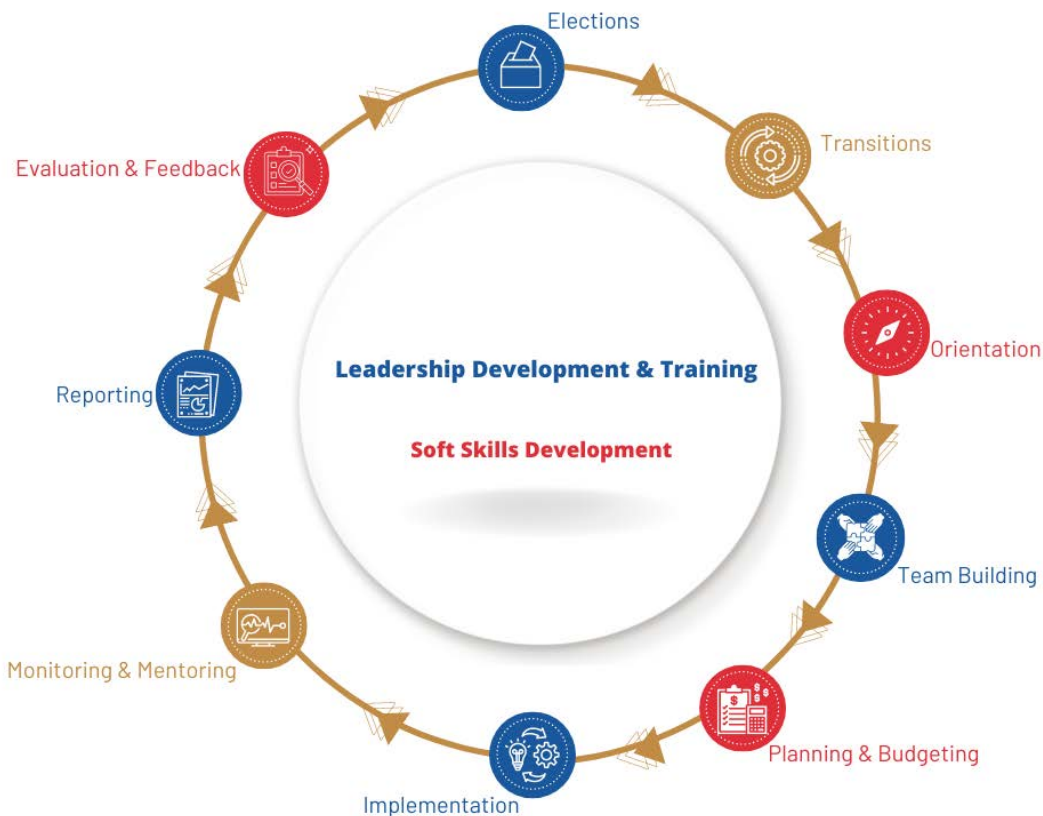 Elections
Transitions
Orientation
Team Building
Planning & Budgeting
Implementation
Monitoring & Mentoring
Reporting
Evaluation & Feedback
Leadership Development & Training
Soft Skills Development